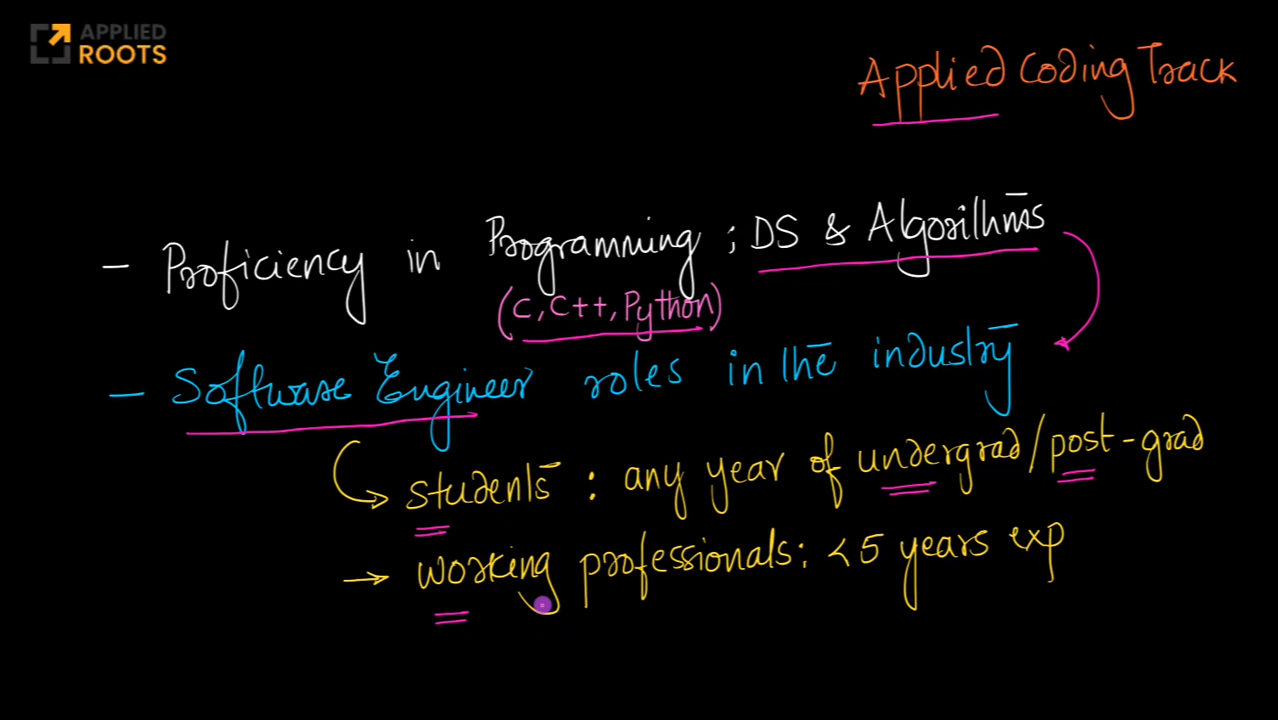 APPLIED
ROOTS
Applied Coding Track
- Proficiency in Programming ; DS & Algorithms
(C, C++, Python)
- Software Engineer roles in the industry
students : any year of undergrad/post-grad
→ working professionals: <5 years exp